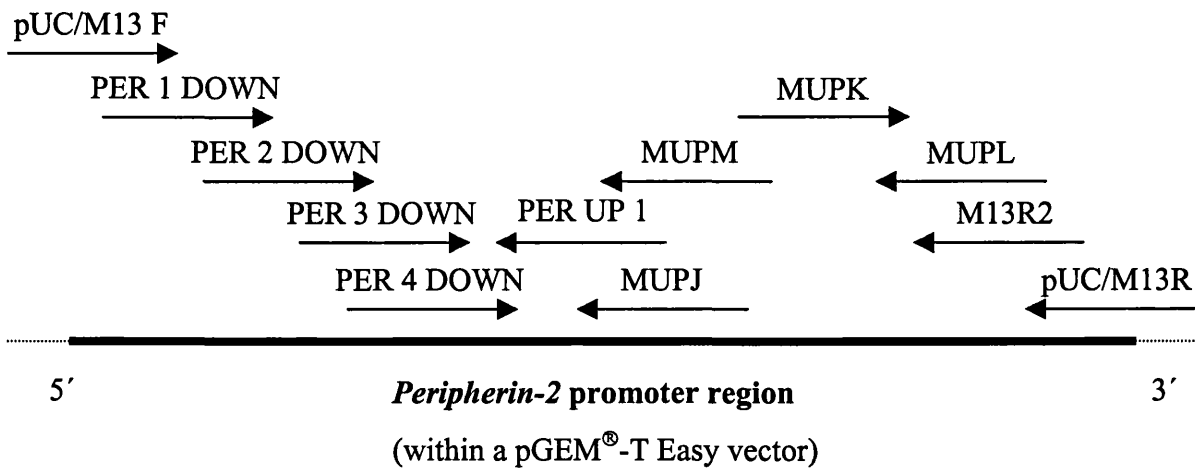 pUC/M13 F
PER 1 DOWN MUPK
PER 2 DOWN MUPM MUPL
PER 3 DOWN PER UP 1 M13R2
PER 4 DOWN MUPJ pUC/M13R
5´ Peripherin-2 promoter region 3´
(within a pGEM®-T Easy vector)